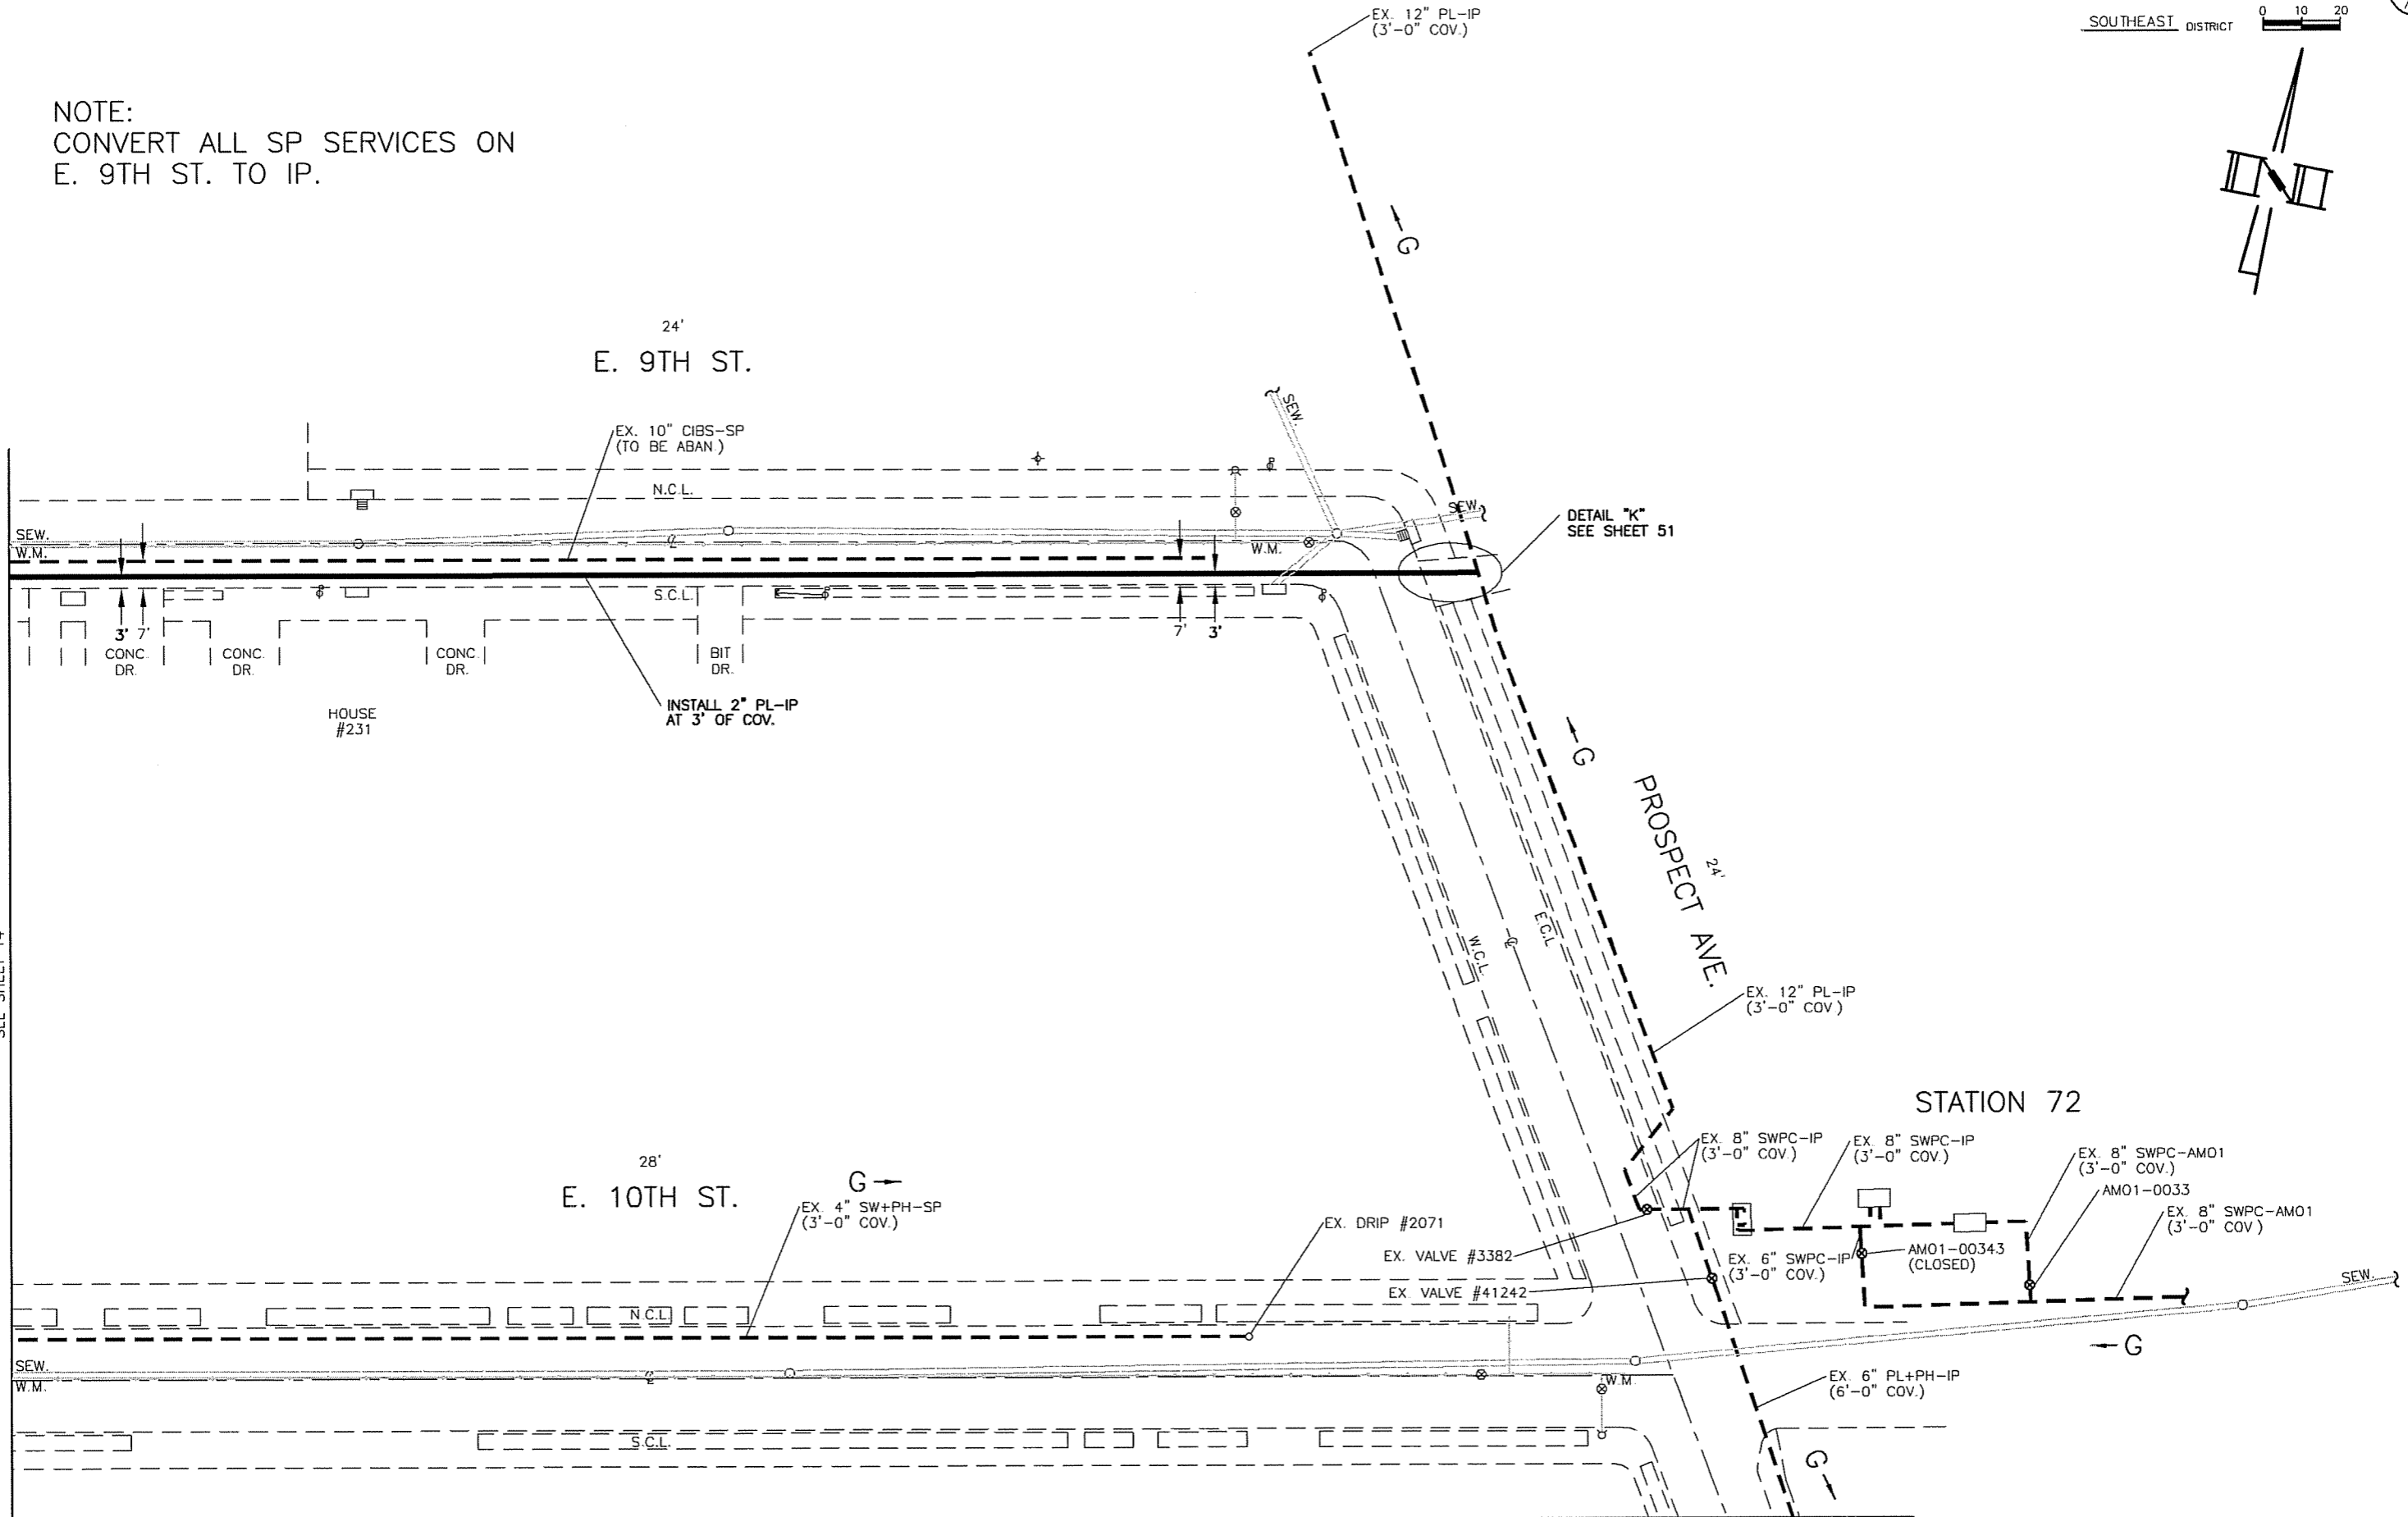 EX. 12" PL-IP
(3'-0" COV.)
SOUTHEAST DISTRICT
0 10 20
NOTE:
CONVERT ALL SP SERVICES ON
E. 9TH ST. TO IP.
G
24'
E. 9TH ST.
EX. 10" CIBS-SP
(TO BE ABAN.)
SEW.
N.C.L.
SEW.
DETAIL "K"
SEE SHEET 51
SEW.
W.M.
W.M.
S.C.L.
3' 7'
7' 3'
CONC.
DR.
CONC.
DR.
CONC.
DR.
BIT
DR.
INSTALL 2" PL-IP
AT 3' OF COV.
HOUSE
#231
G
PROSPECT AVE.
24'
W.C.L.
E.C.L.
EX. 12" PL-IP
(3'-0" COV.)
STATION 72
28'
E. 10TH ST.
G
EX. 4" SW+PH-SP
(3'-0" COV.)
EX. DRIP #2071
EX. VALVE #3382
EX. VALVE #41242
EX. 8" SWPC-IP
(3'-0" COV.)
EX. 8" SWPC-IP
(3'-0" COV.)
EX. 8" SWPC-AM01
(3'-0" COV.)
AM01-0033
EX. 8" SWPC-AM01
(3'-0" COV.)
EX. 6" SWPC-IP
(3'-0" COV.)
AM01-00343
(CLOSED)
SEW.
N.C.L.
G
SEW.
W.M.
W.M.
EX. 6" PL+PH-IP
(6'-0" COV.)
S.C.L.
G